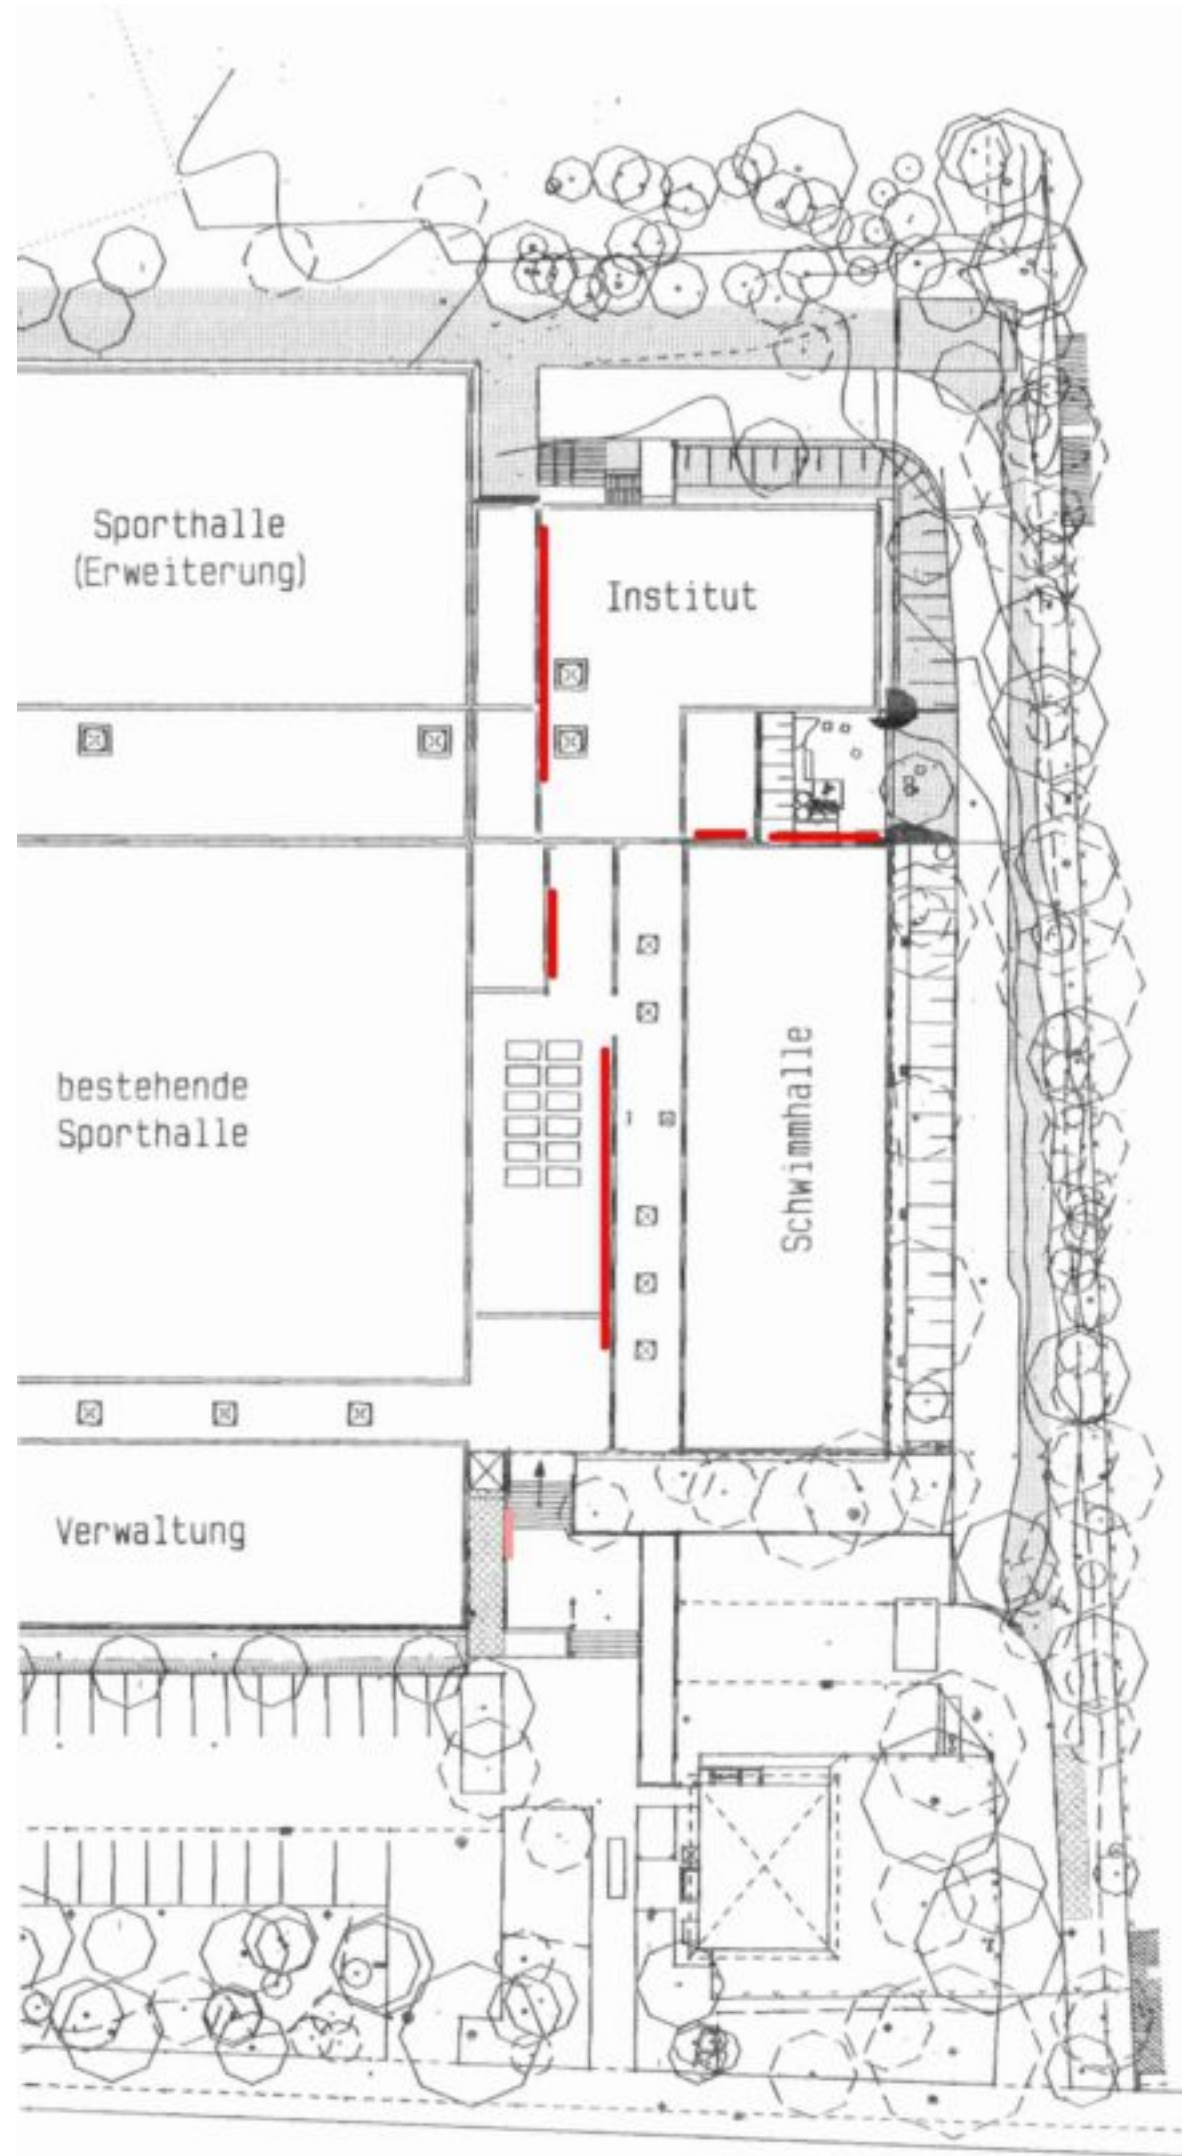 Sporthalle
(Erweiterung)
Institut
bestehende
Sporthalle
Schwimmhalle
Verwaltung